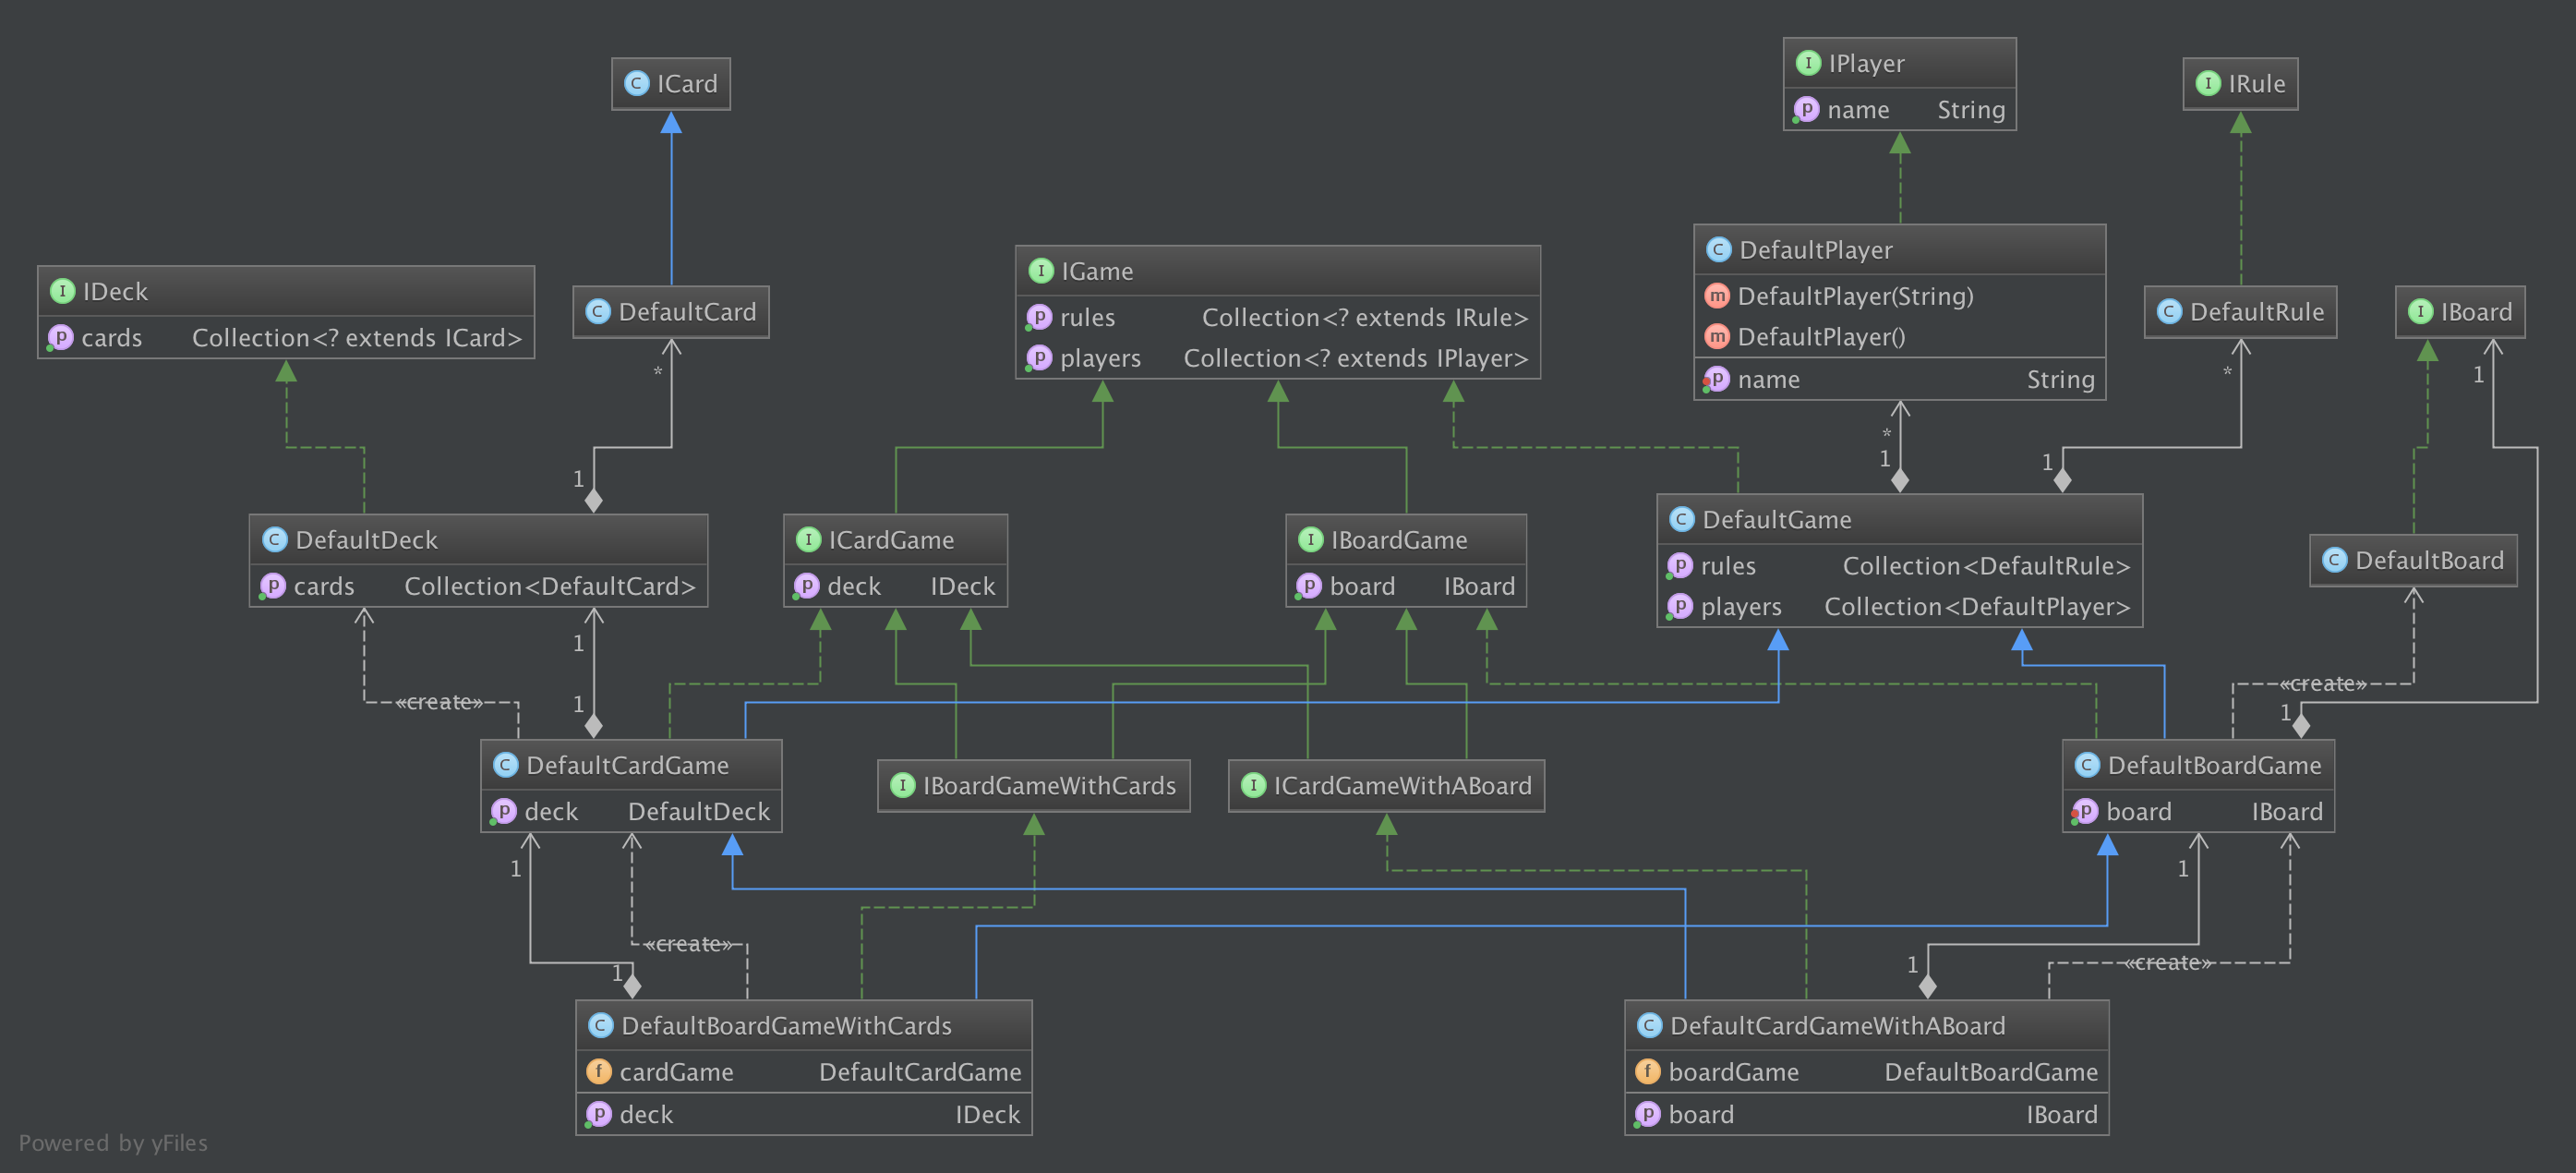 C ICard
I IPlayer
p name String
I IRule
I IDeck
p cards Collection<? extends ICard>
C DefaultCard
*
1
I IGame
p rules Collection<? extends IRule>
p players Collection<? extends IPlayer>
C DefaultPlayer
m DefaultPlayer(String)
m DefaultPlayer()
p name String
*
1
C DefaultRule
*
1
I IBoard
1
C DefaultDeck
p cards Collection<DefaultCard>
1
«create»
1
I ICardGame
p deck IDeck
I IBoardGame
p board IBoard
C DefaultGame
p rules Collection<DefaultRule>
p players Collection<DefaultPlayer>
C DefaultBoard
«create»
1
C DefaultCardGame
p deck DefaultDeck
1
«create»
1
I IBoardGameWithCards
I ICardGameWithABoard
C DefaultBoardGame
p board IBoard
1
1
«create»
C DefaultBoardGameWithCards
f cardGame DefaultCardGame
p deck IDeck
C DefaultCardGameWithABoard
f boardGame DefaultBoardGame
p board IBoard
Powered by yFiles